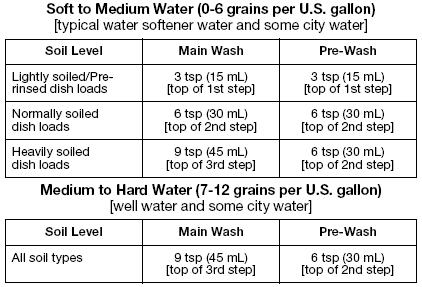 Soft to Medium Water (0-6 grains per U.S. gallon)
[typical water softener water and some city water]
Soil Level Main Wash Pre-Wash
Lightly soiled/Pre- 3 tsp (15 mL) 3 tsp (15 mL)
rinsed dish loads [top of 1st step] [top of 1st step]
Normally soiled 6 tsp (30 mL) 6 tsp (30 mL)
dish loads [top of 2nd step] [top of 2nd step]
Heavily soiled 9 tsp (45 mL) 6 tsp (30 mL)
dish loads [top of 3rd step] [top of 2nd step]
Medium to Hard Water (7-12 grains per U.S. gallon)
[well water and some city water]
Soil Level Main Wash Pre-Wash
All soil types 9 tsp (45 mL) 6 tsp (30 mL)
[top of 3rd step] [top of 2nd step]